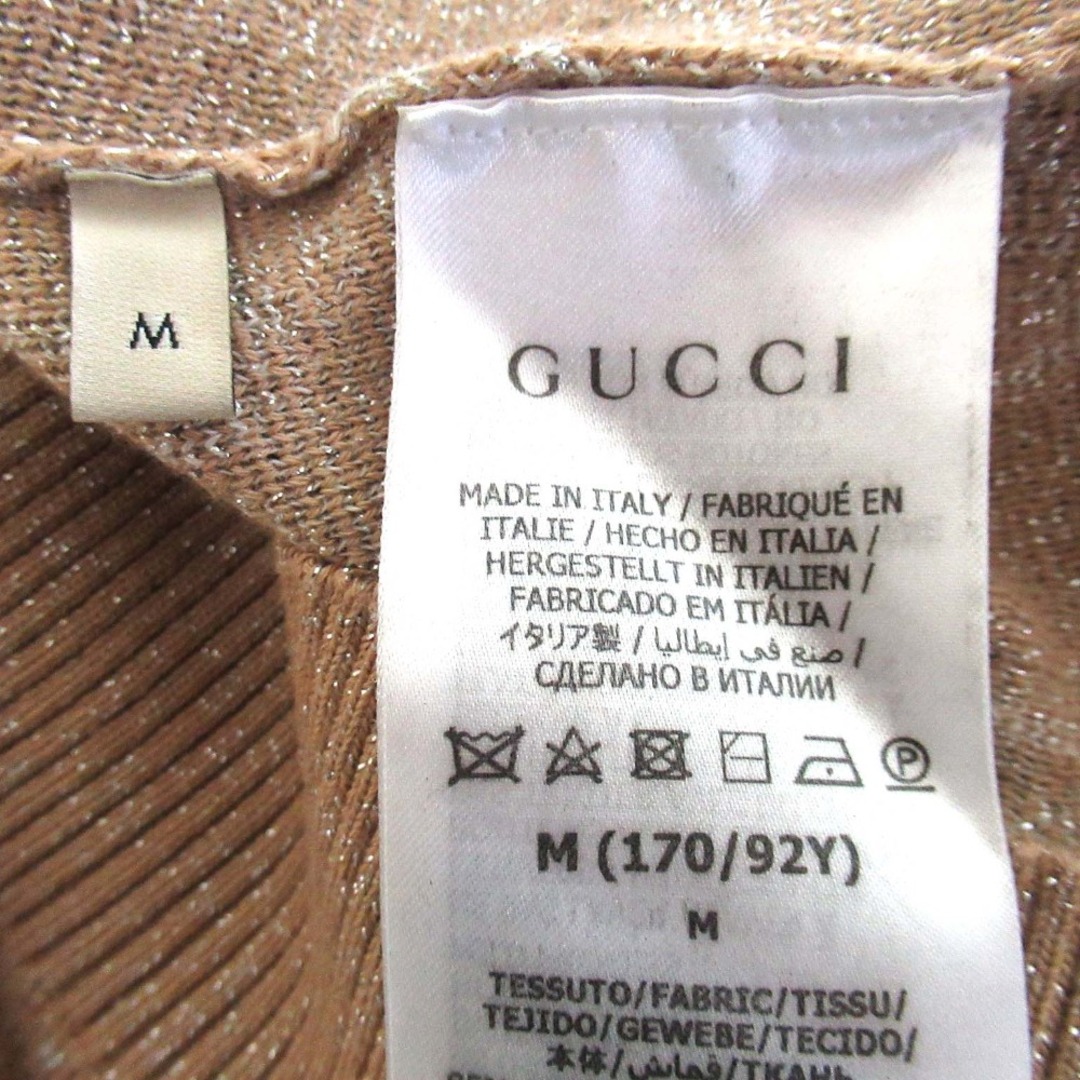 M
GUCCI
MADE IN ITALY / FABRIQUÉ EN
ITALIE / HECHO EN ITALIA /
HERGESTELLT IN ITALIEN /
FABRICADO EM ITÁLIA /
イタリア製 / صنع في إيطاليا /
СДЕЛАНО В ИТАЛИИ
P
M (170/92Y)
M
TESSUTO/FABRIC/TISSU/
TEJIDO/GEWEBE/TECIDO/
本体/قماش/ТКАНЬ